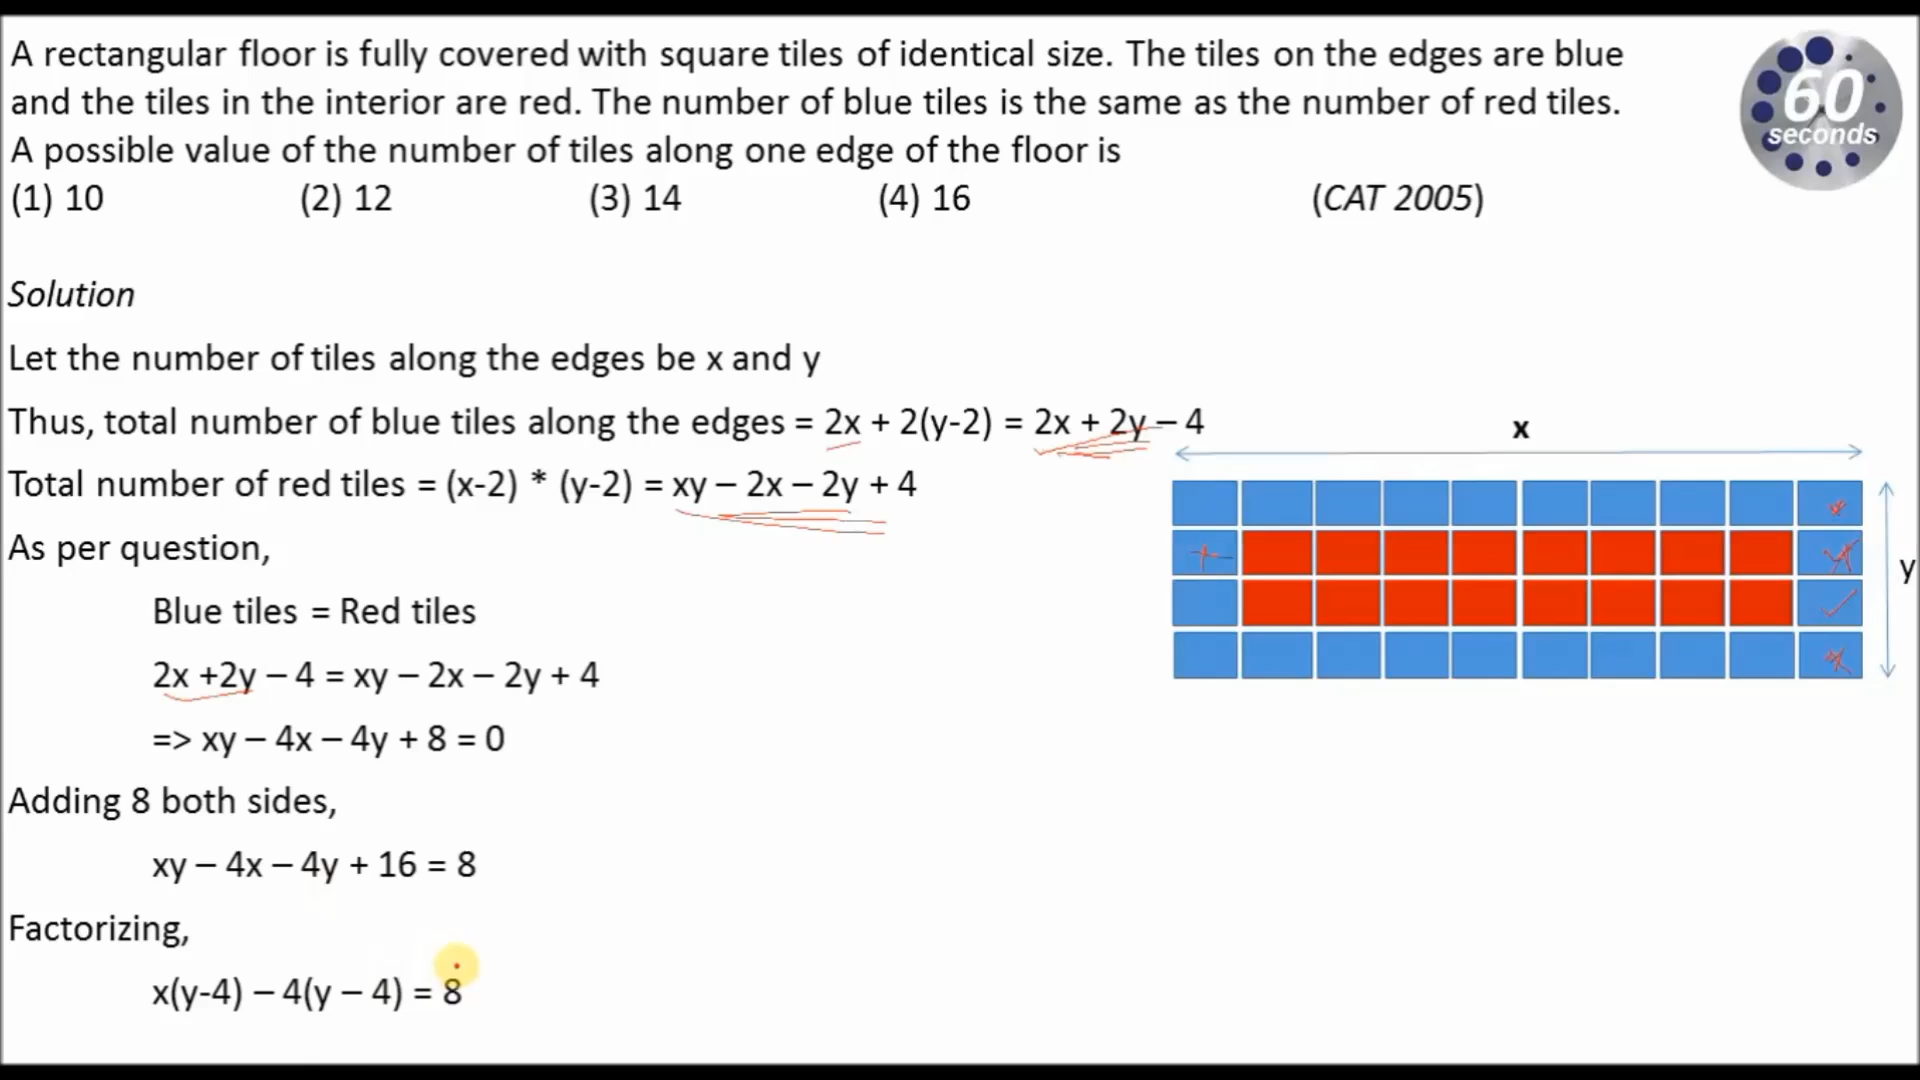 A rectangular floor is fully covered with square tiles of identical size. The tiles on the edges are blue
and the tiles in the interior are red. The number of blue tiles is the same as the number of red tiles.
A possible value of the number of tiles along one edge of the floor is
(1) 10 (2) 12 (3) 14 (4) 16 (CAT 2005)
60
seconds
Solution
Let the number of tiles along the edges be x and y
Thus, total number of blue tiles along the edges = 2x + 2(y-2) = 2x + 2y – 4
x
Total number of red tiles = (x-2) * (y-2) = xy – 2x – 2y + 4
As per question,
y
Blue tiles = Red tiles
2x +2y – 4 = xy – 2x – 2y + 4
=> xy – 4x – 4y + 8 = 0
Adding 8 both sides,
xy – 4x – 4y + 16 = 8
Factorizing,
x(y-4) – 4(y – 4) = 8